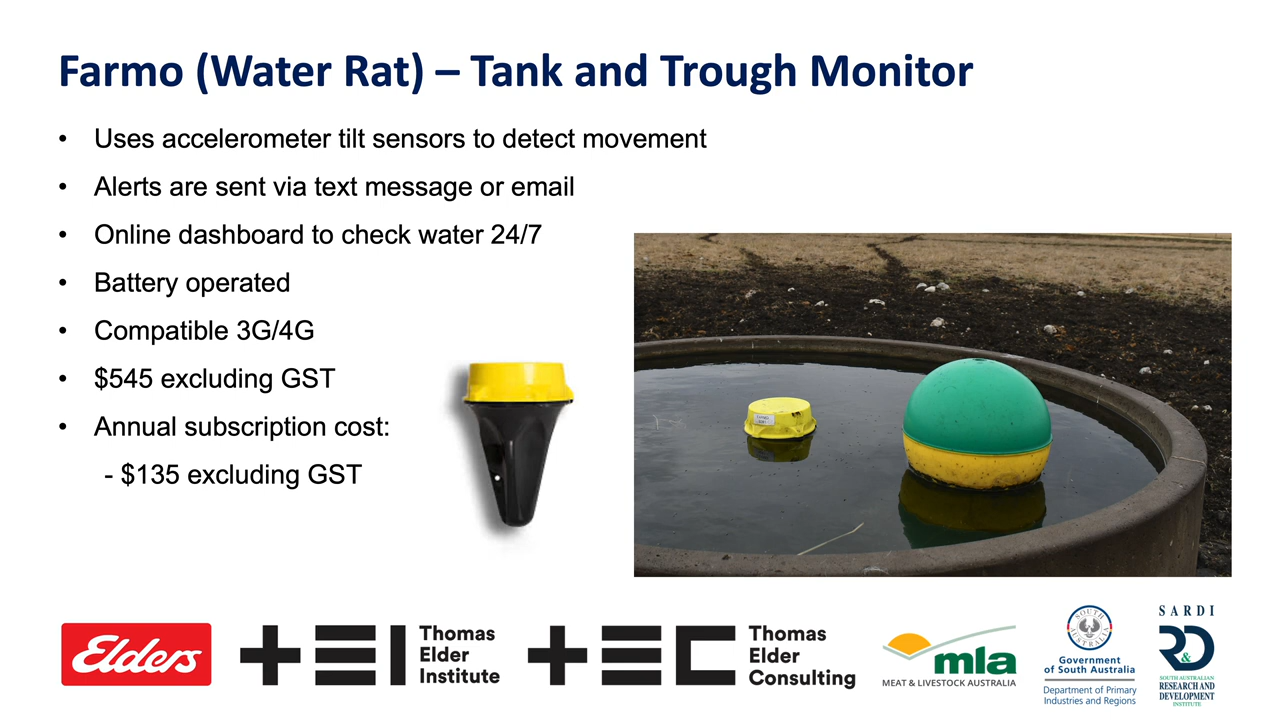 Farmo (Water Rat) – Tank and Trough Monitor
• Uses accelerometer tilt sensors to detect movement
• Alerts are sent via text message or email
• Online dashboard to check water 24/7
• Battery operated
• Compatible 3G/4G
• $545 excluding GST
• Annual subscription cost:
- $135 excluding GST
Elders
Thomas
Elder
Institute
Thomas
Elder
Consulting
mla
MEAT & LIVESTOCK AUSTRALIA
SOUTH AUSTRALIA
Government
of South Australia
Department of Primary
Industries and Regions
SARDI
RD
&
SOUTH AUSTRALIAN
RESEARCH AND
DEVELOPMENT
INSTITUTE